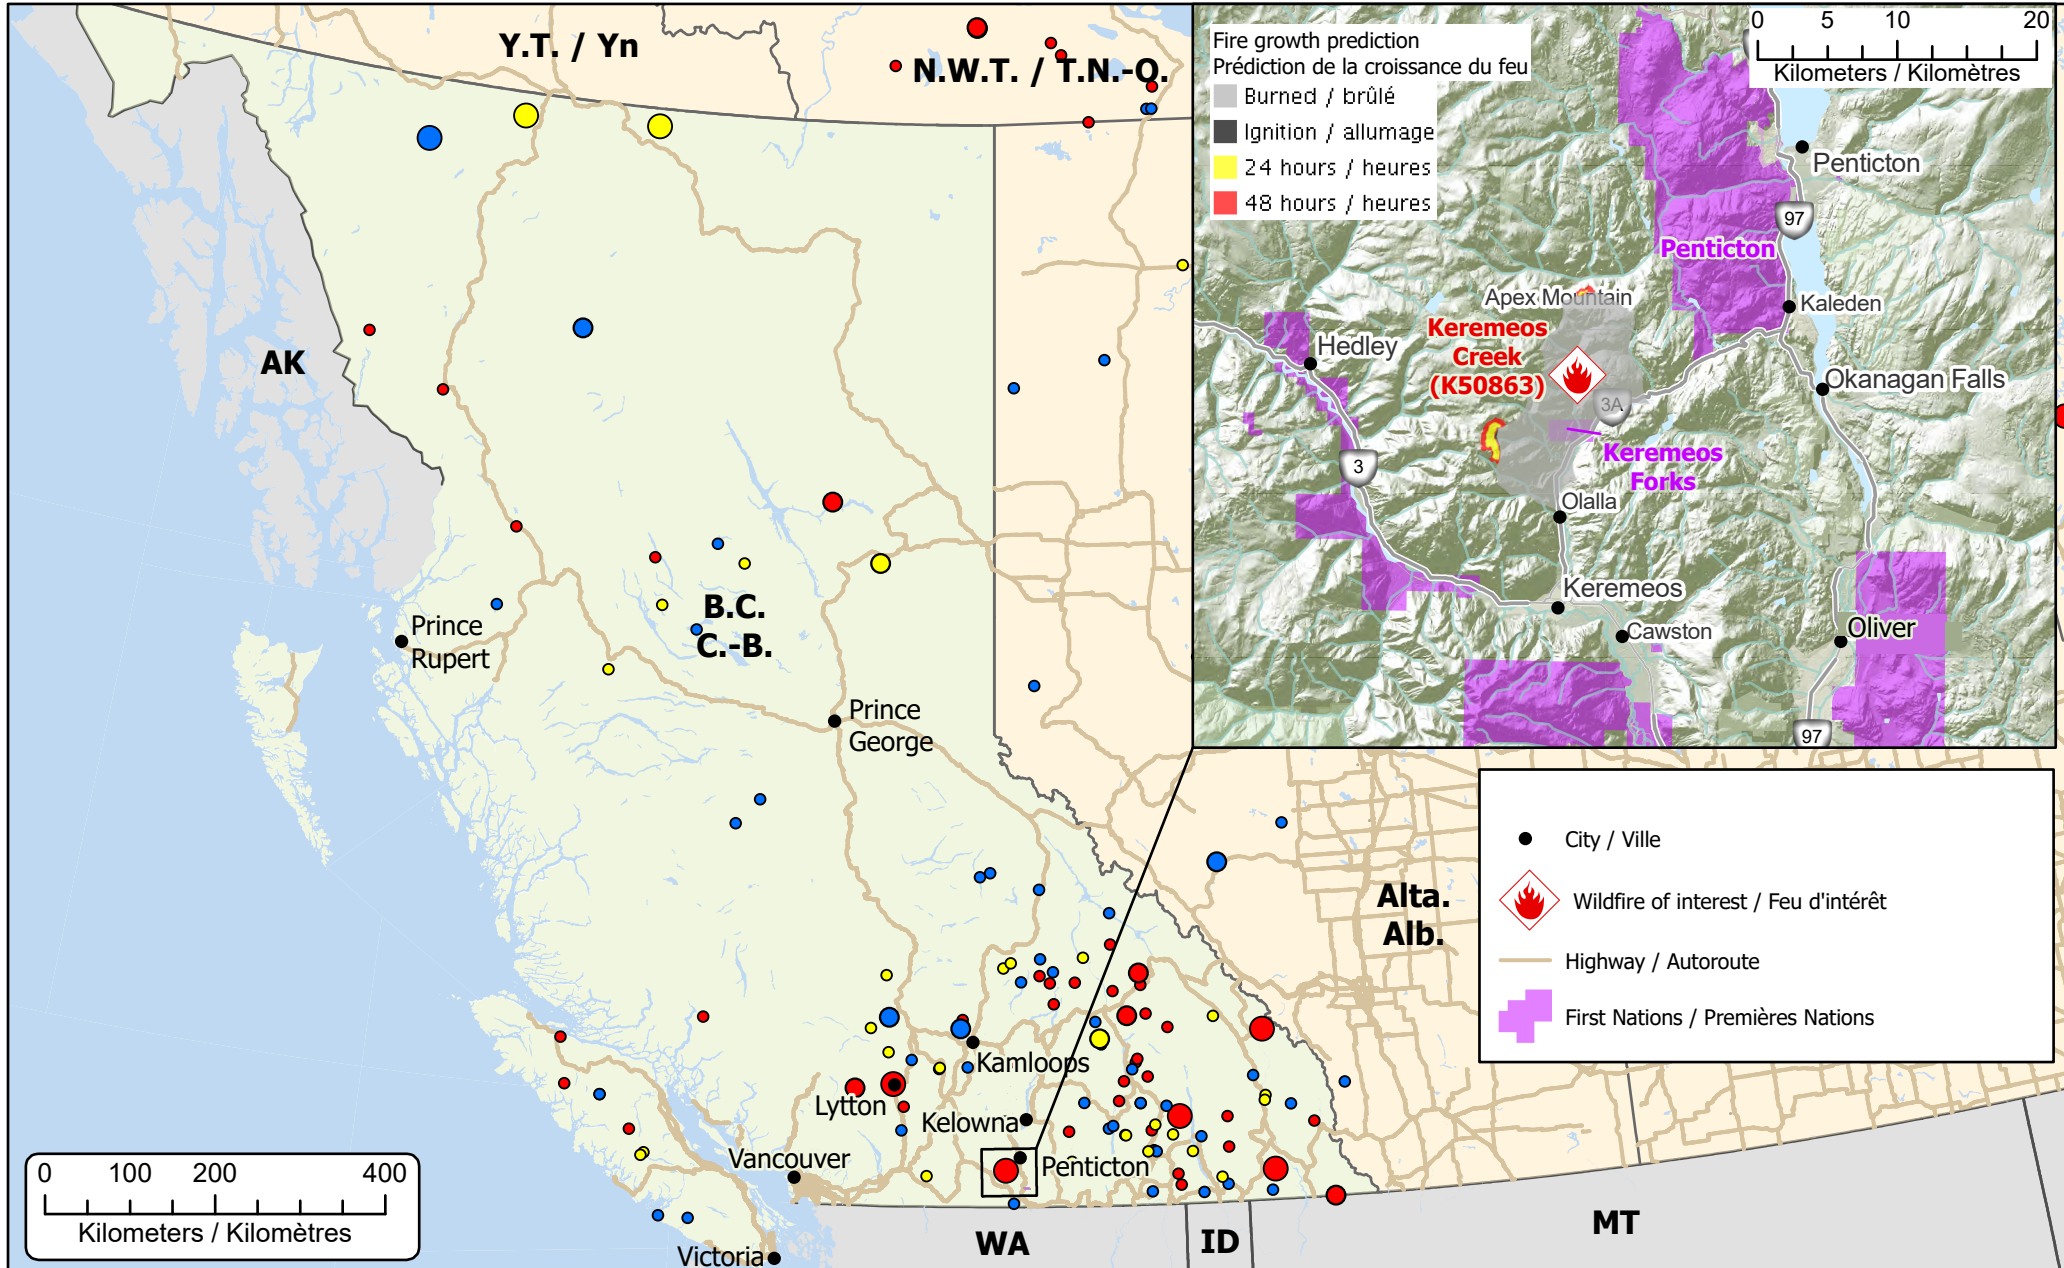 Y.T. / Yn
N.W.T. / T.N.-O.
AK
B.C.
C.-B.
Prince
Rupert
Prince
George
Alta.
Alb.
Kamloops
Lytton
Kelowna
Penticton
Vancouver
Victoria
WA
ID
MT
0 100 200 400
Kilometers / Kilomètres
Fire growth prediction
Prédiction de la croissance du feu
Burned / brûlé
Ignition / allumage
24 hours / heures
48 hours / heures
0 5 10 20
Kilometers / Kilomètres
Penticton
97
Penticton
Apex Mountain
Kaleden
Keremeos
Creek
(K50863)
Hedley
Okanagan Falls
3A
3
Keremeos
Forks
Olalla
Keremeos
Cawston
Oliver
97
City / Ville
Wildfire of interest / Feu d'intérêt
Highway / Autoroute
First Nations / Premières Nations